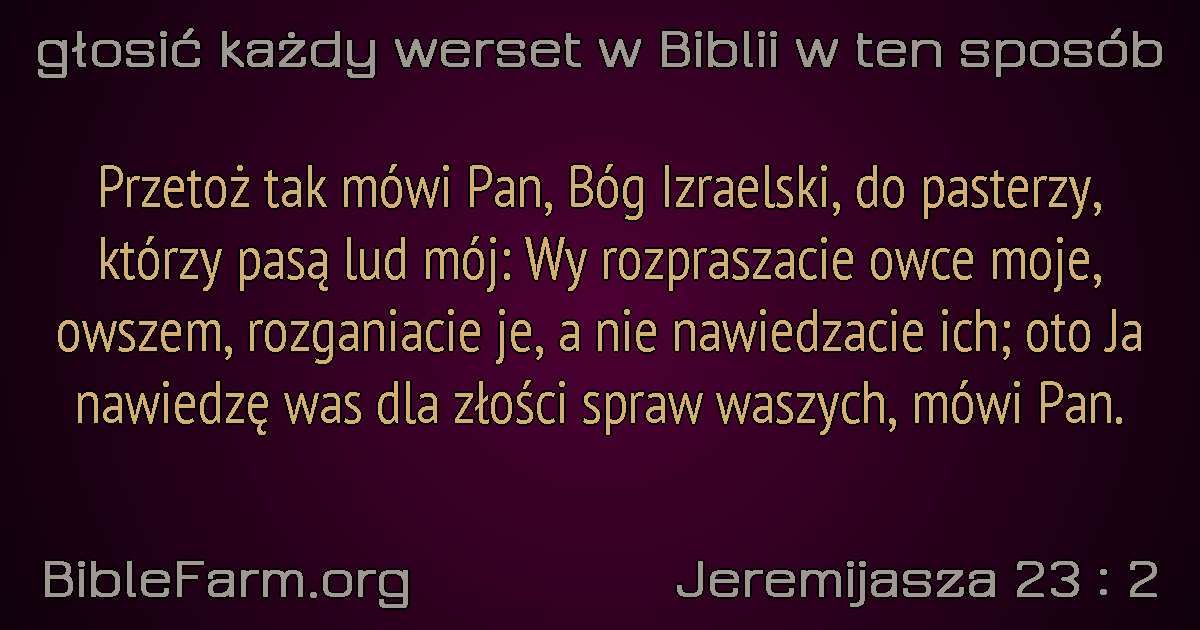 głosić każdy werset w Biblii w ten sposób
Przetoż tak mówi Pan, Bóg Izraelski, do pasterzy,
którzy pasą lud mój: Wy rozpraszacie owce moje,
owszem, rozganiacie je, a nie nawiedzacie ich; oto Ja
nawiedzę was dla złości spraw waszych, mówi Pan.
BibleFarm.org
Jeremijasza 23 : 2